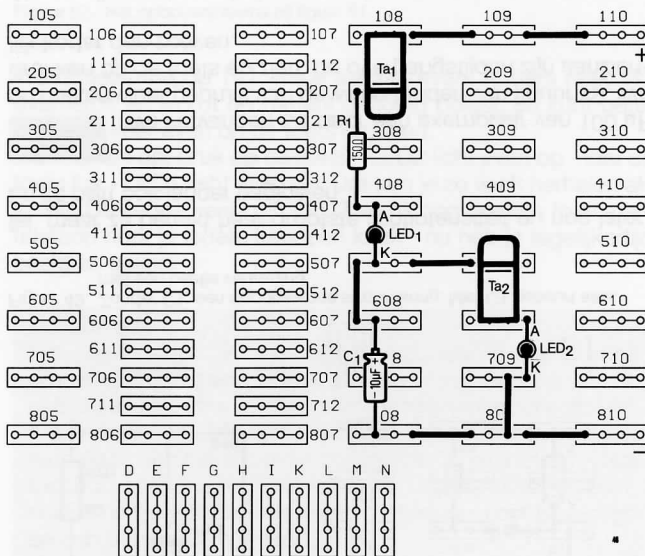 105 108 109 110
106 107
111 112 +
205 206 207 Ta1 209 210
211 21 R1
305 306 307 150Ω 308 309 310
311 312
405 406 407 408 409 410
A
411 412 LED1
K
505 506 507 510
511 512 Ta2
605 606 607 608 610
A
611 612 LED2
C1 K
705 706 707 + 8 709 710
10µF
711 712 −
805 806 807 08 80 810
−
D E F G H I K L M N